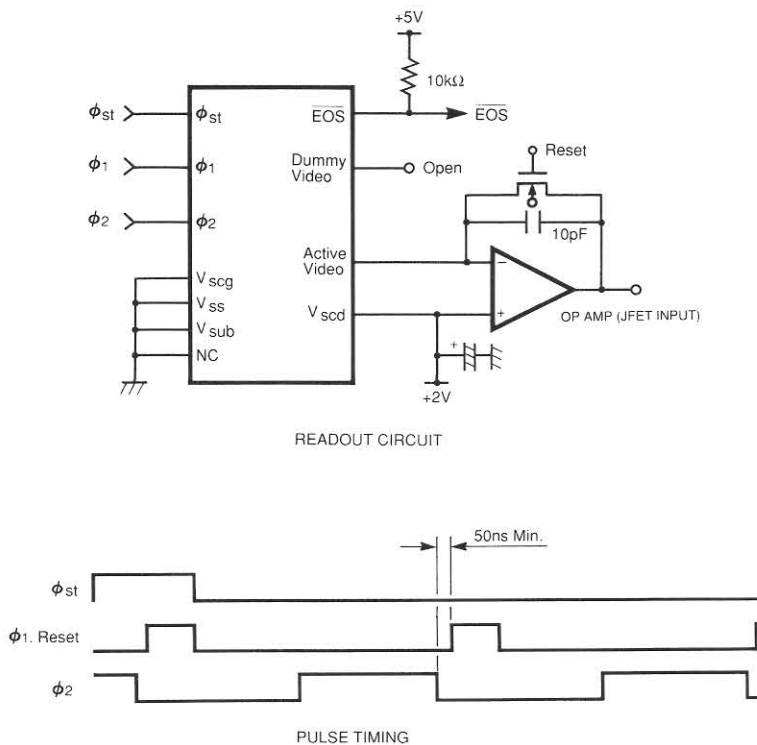 +5V
10kΩ
ϕst
ϕst
EOS
EOS
Dummy
Video
Open
Reset
ϕ1
ϕ1
ϕ2
ϕ2
10pF
Active
Video
−
Vscg
Vss
Vscd
+
OP AMP (JFET INPUT)
Vsub
NC
+
+2V
READOUT CIRCUIT
50ns Min.
ϕst
ϕ1. Reset
ϕ2
PULSE TIMING